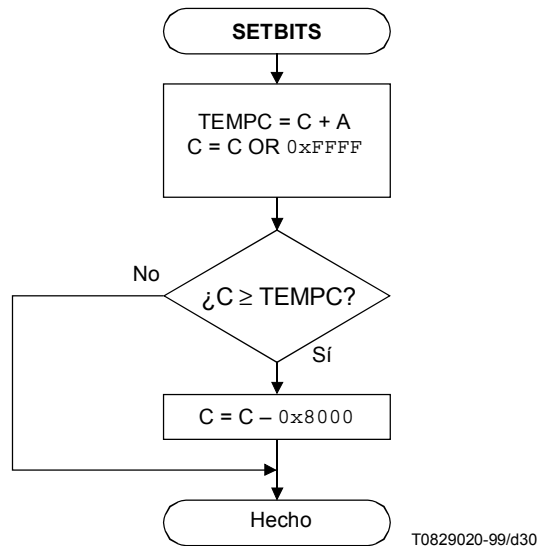 SETBITS
TEMPC = C + A
C = C OR 0xFFFF
No
¿C ≥ TEMPC?
Sí
C = C – 0x8000
Hecho
T0829020-99/d30